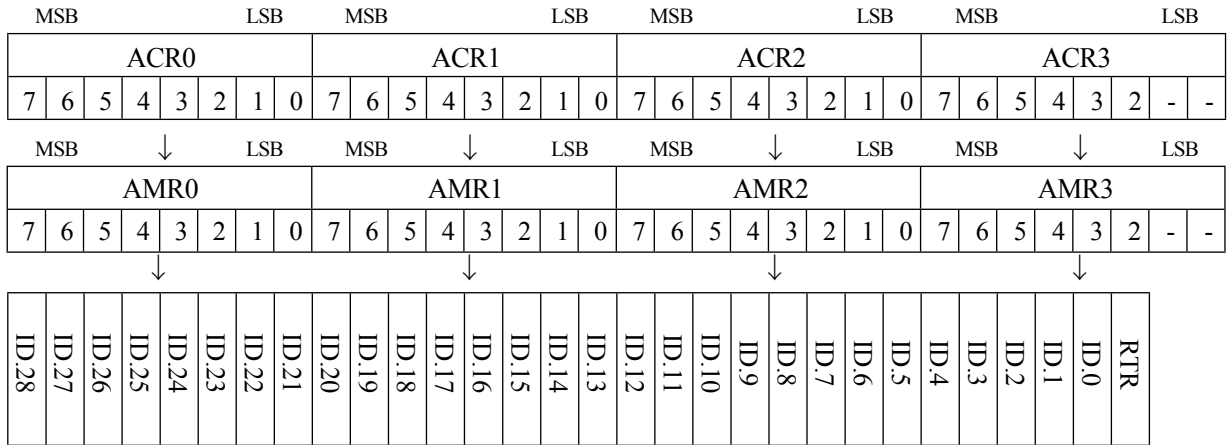 MSB LSB MSB LSB MSB LSB MSB LSB
ACR0 ACR1 ACR2 ACR3
7 6 5 4 3 2 1 0 7 6 5 4 3 2 1 0 7 6 5 4 3 2 1 0 7 6 5 4 3 2 - -
↓ ↓ ↓ ↓
MSB LSB MSB LSB MSB LSB MSB LSB
AMR0 AMR1 AMR2 AMR3
7 6 5 4 3 2 1 0 7 6 5 4 3 2 1 0 7 6 5 4 3 2 1 0 7 6 5 4 3 2 - -
↓ ↓ ↓ ↓
ID.28 ID.27 ID.26 ID.25 ID.24 ID.23 ID.22 ID.21 ID.20 ID.19 ID.18 ID.17 ID.16 ID.15 ID.14 ID.13 ID.12 ID.11 ID.10 ID.9 ID.8 ID.7 ID.6 ID.5 ID.4 ID.3 ID.2 ID.1 ID.0 RTR